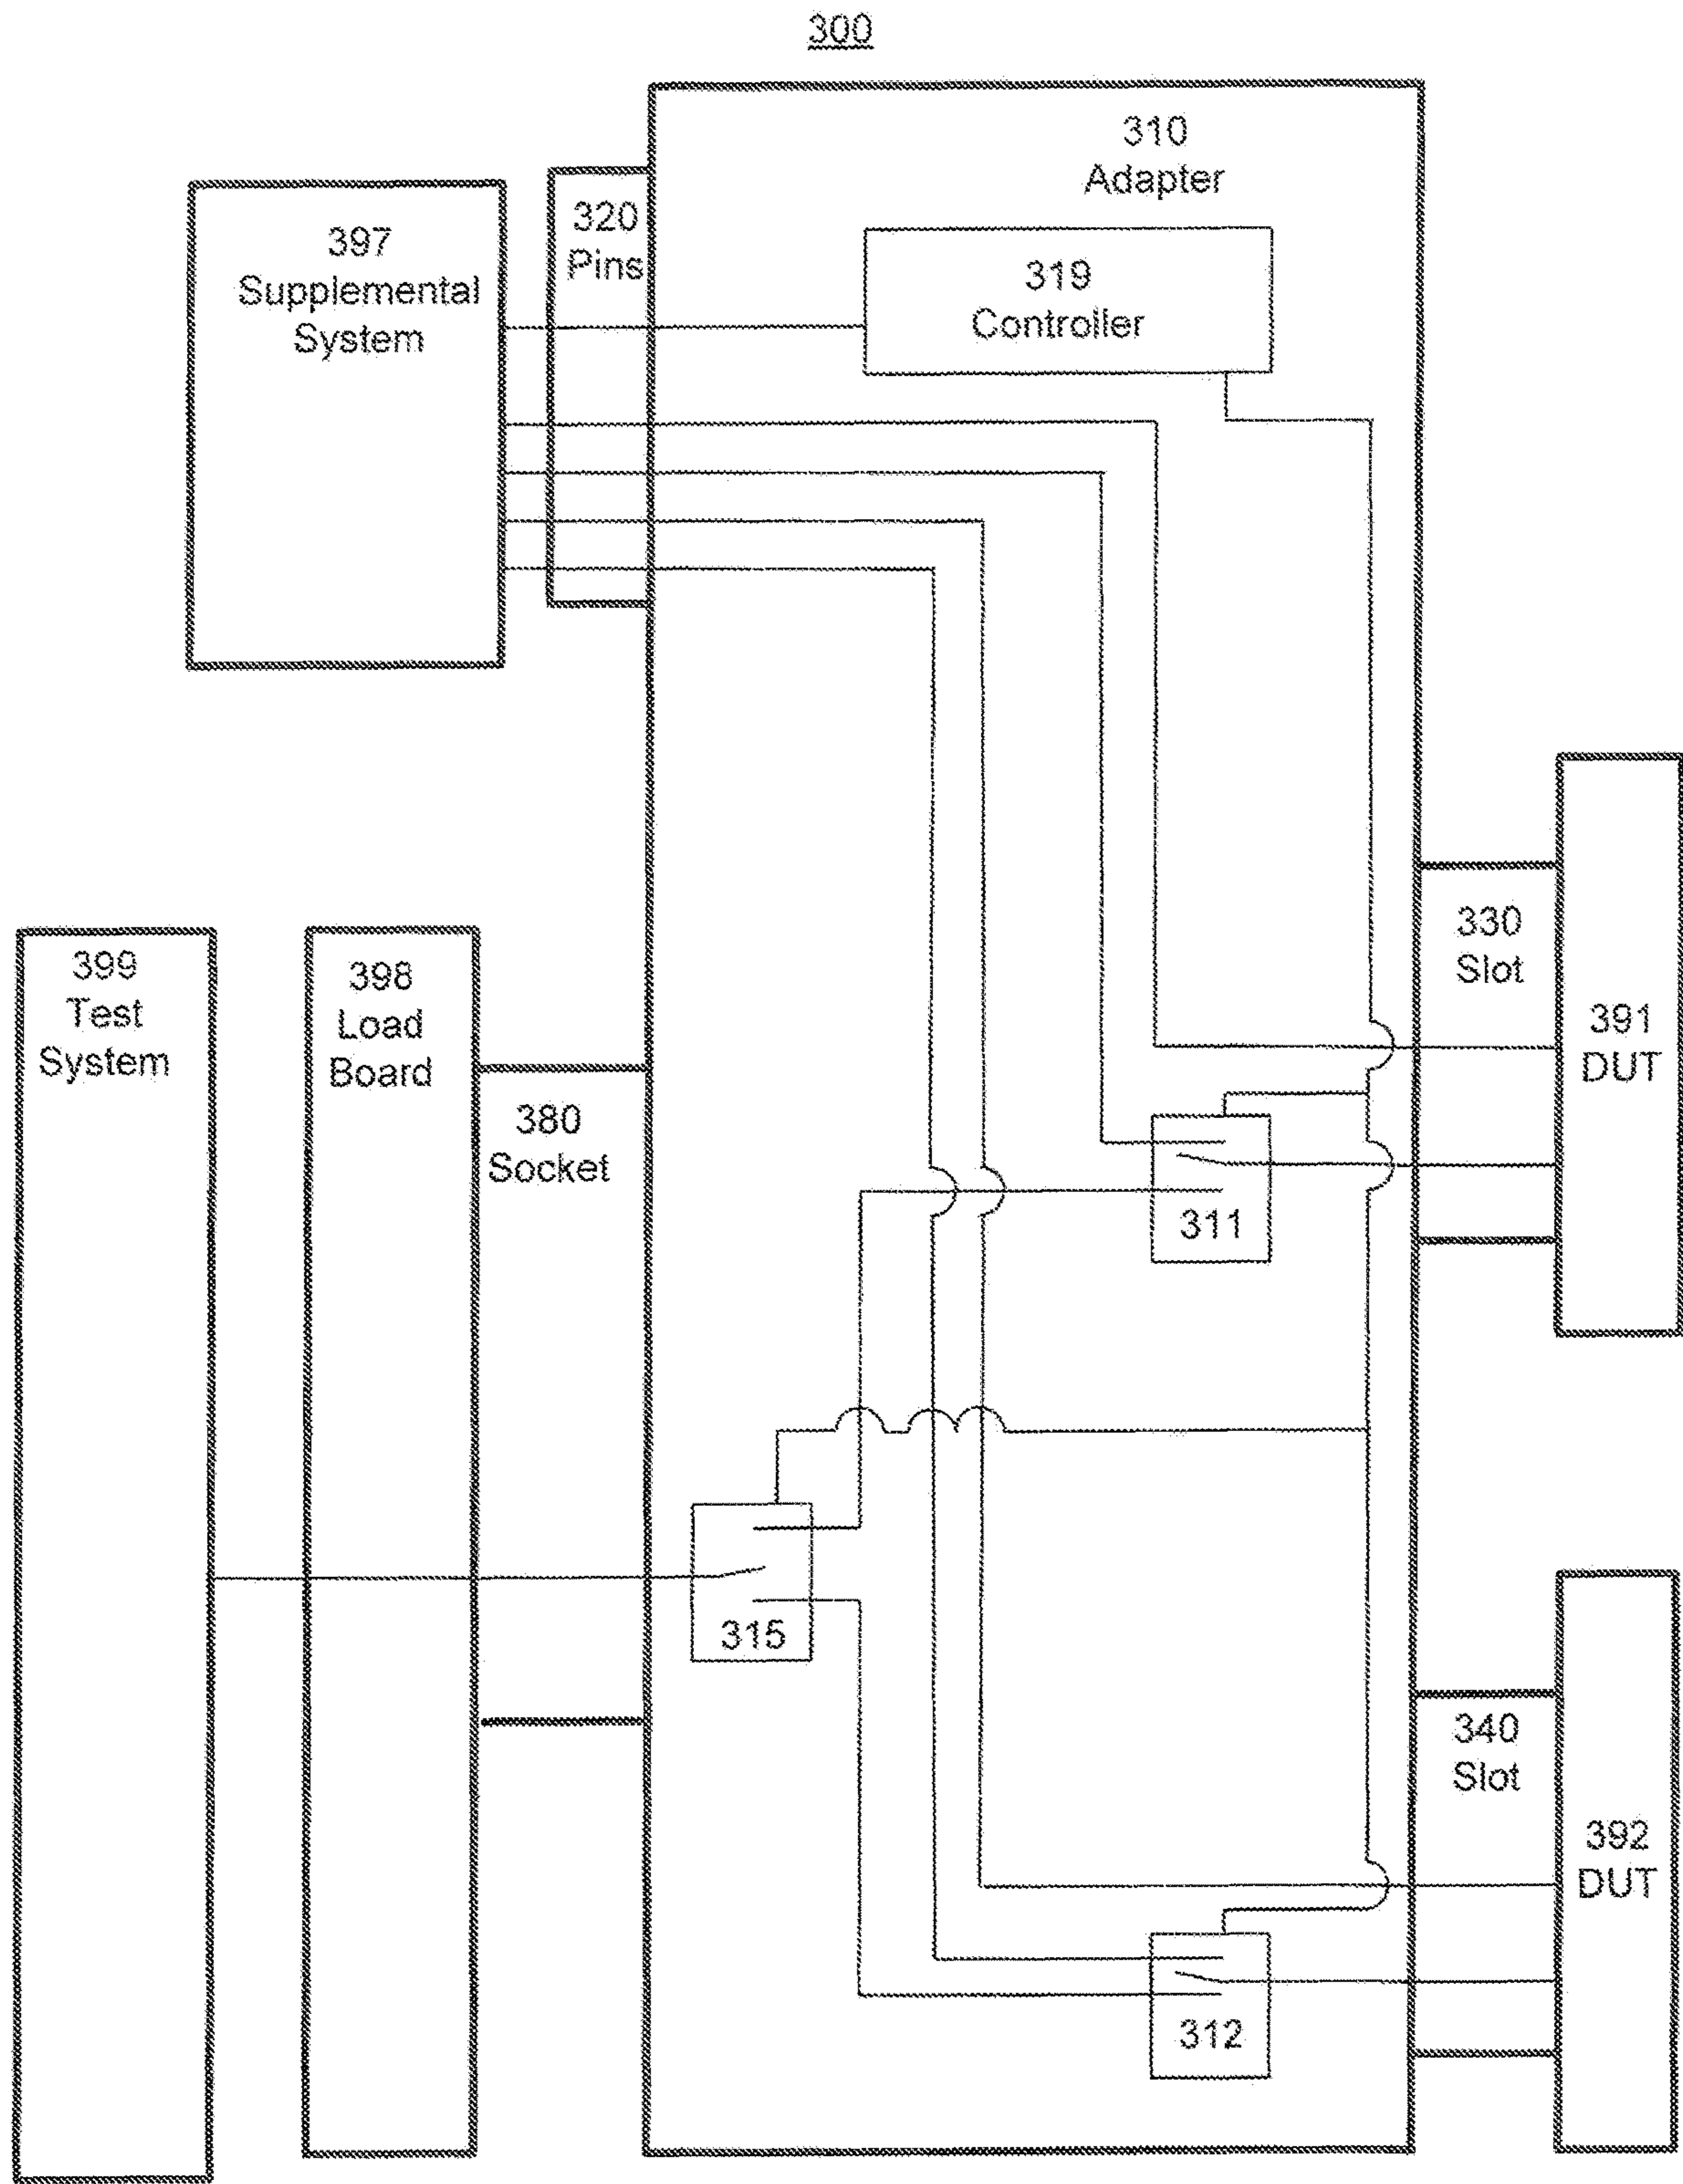 300
310
Adapter
320
Pins
397
Supplemental
System
319
Controller
330
Slot
399
Test
System
398
Load
Board
391
DUT
380
Socket
311
315
340
Slot
392
DUT
312